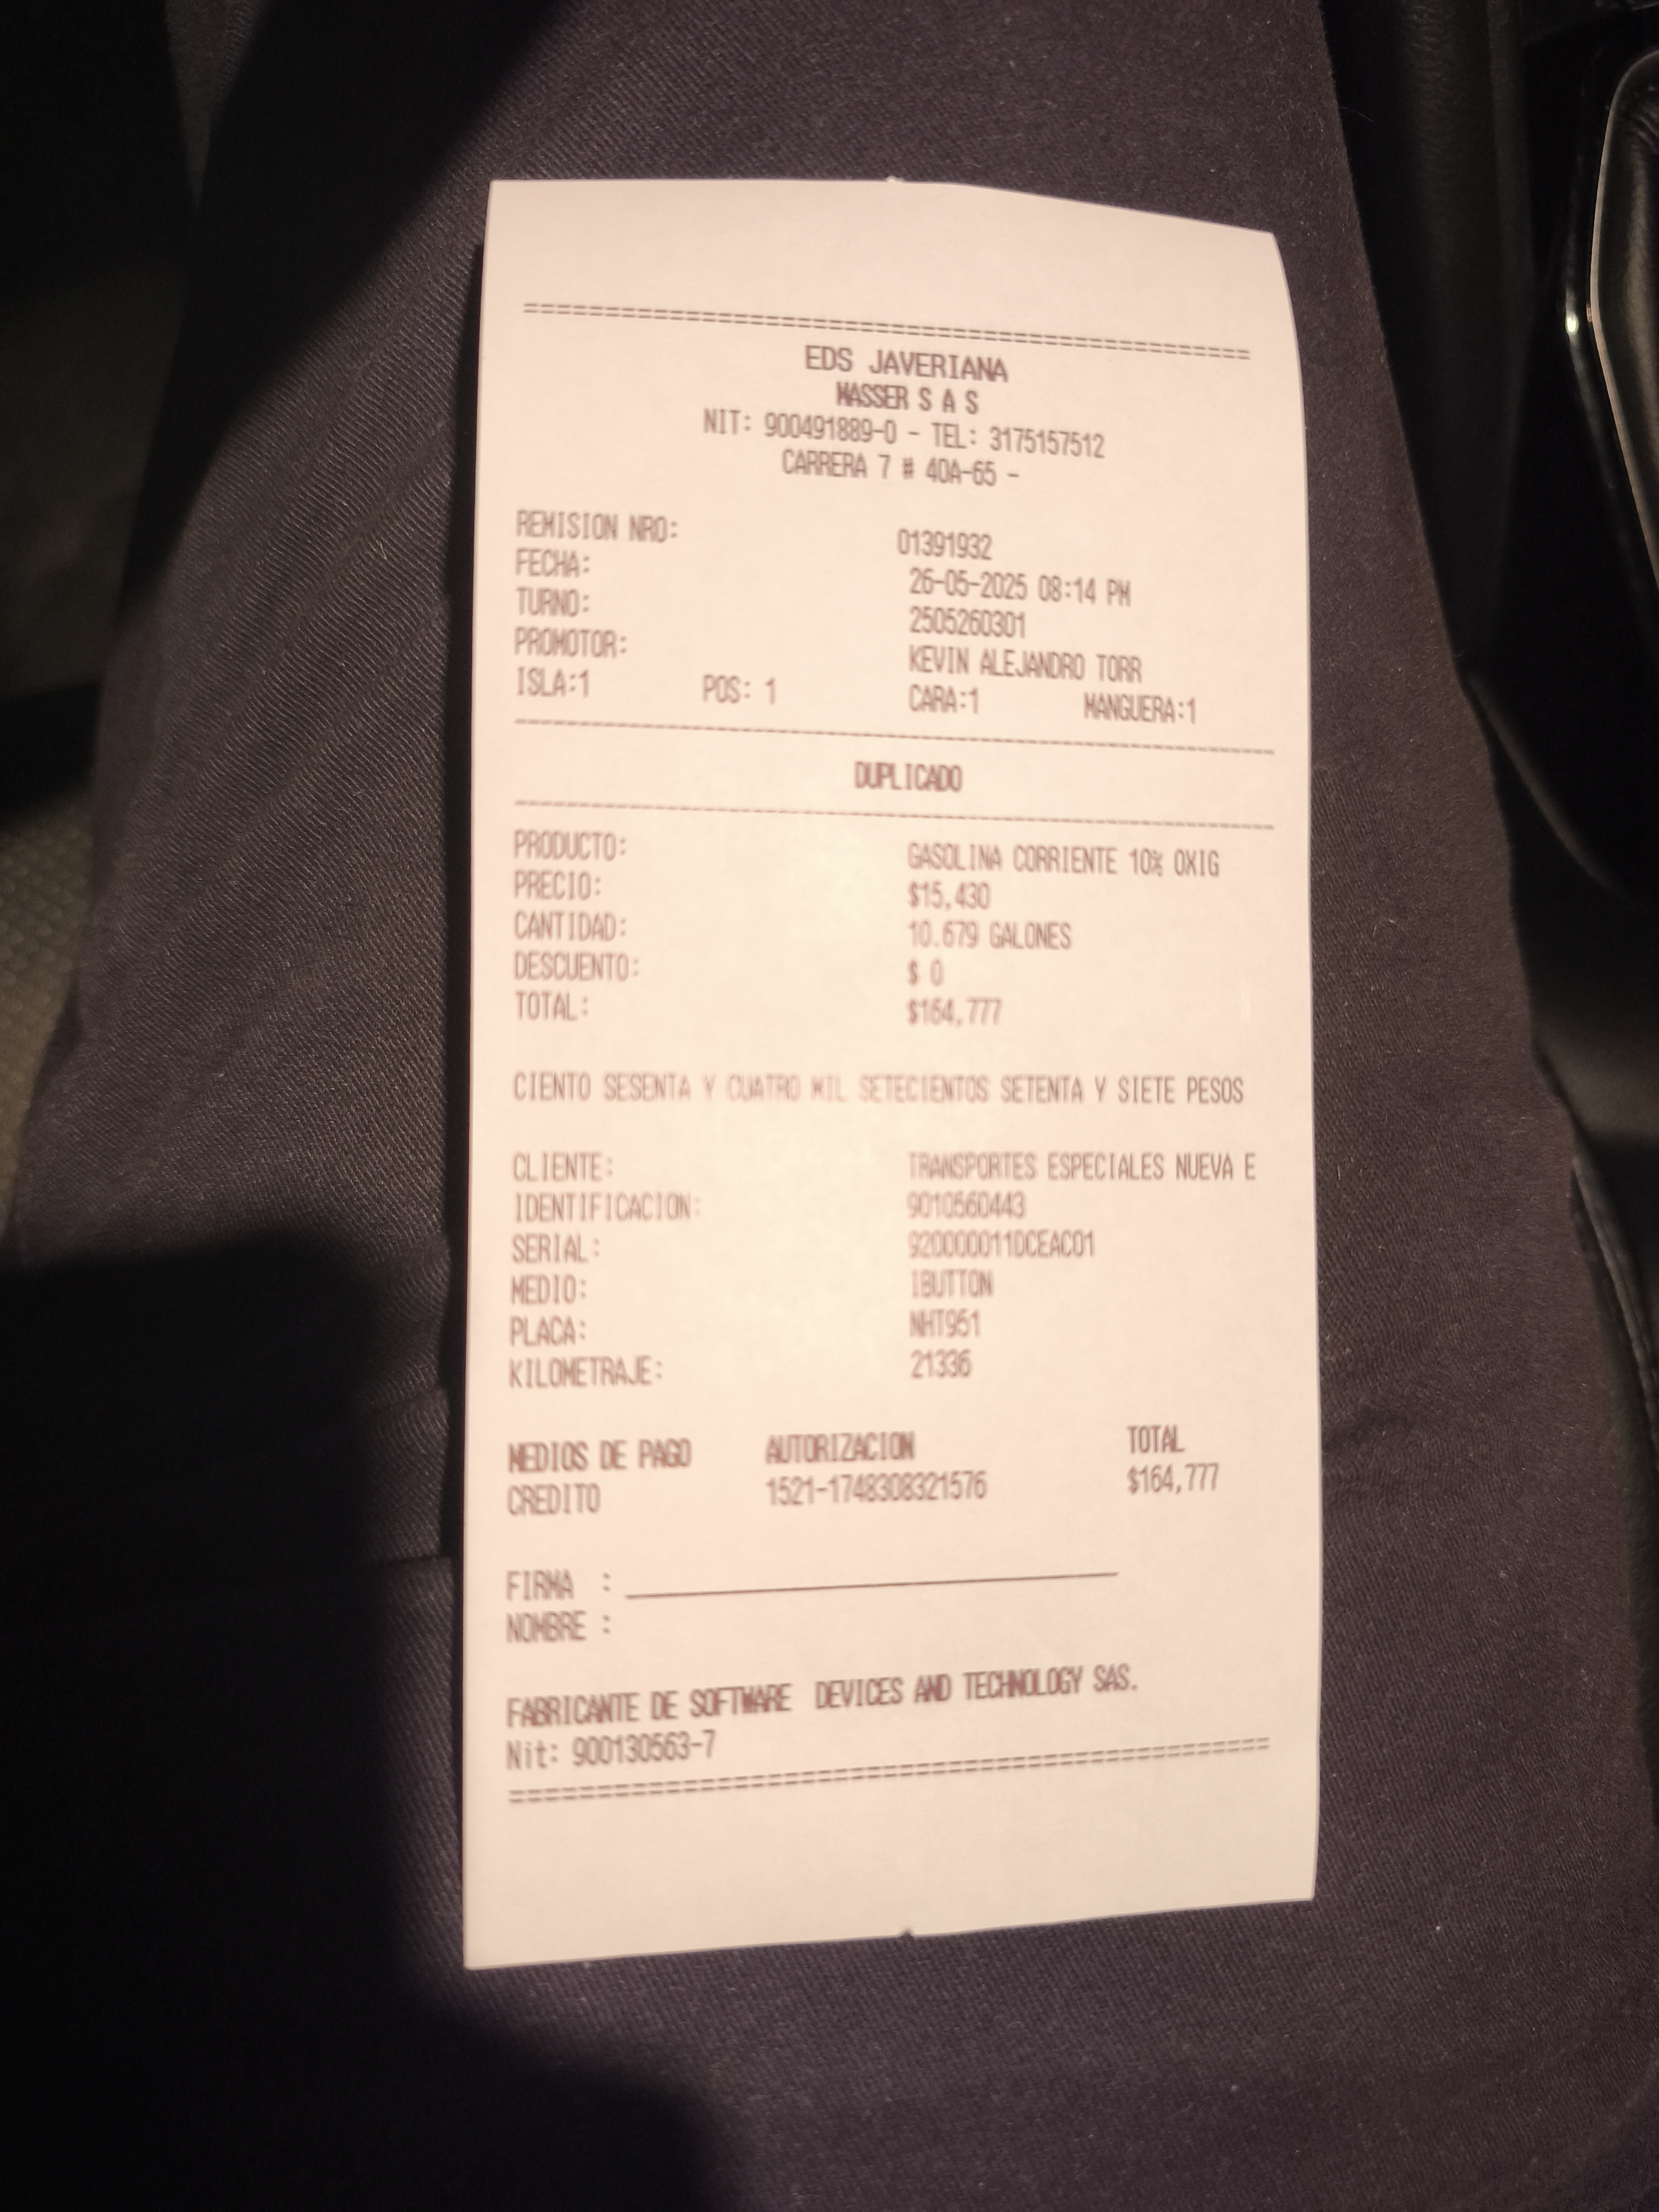 ================================================
EDS JAVERIANA
WASSER S A S
NIT: 900491889-0 - TEL: 3175157512
CARRERA 7 # 40A-65 -
REMISION NRO: 01391932
FECHA: 26-05-2025 08:14 PM
TURNO: 2505260301
PROMOTOR: KEVIN ALEJANDRO TORR
ISLA:1 POS: 1 CARA:1 MANGUERA:1
------------------------------------------------
DUPLICADO
------------------------------------------------
PRODUCTO: GASOLINA CORRIENTE 10% OXIG
PRECIO: $15,430
CANTIDAD: 10.679 GALONES
DESCUENTO: $ 0
TOTAL: $164,777
CIENTO SESENTA Y CUATRO MIL SETECIENTOS SETENTA Y SIETE PESOS
CLIENTE: TRANSPORTES ESPECIALES NUEVA E
IDENTIFICACION: 9010560443
SERIAL: 920000011DCEAC01
MEDIO: IBUTTON
PLACA: NHT951
KILOMETRAJE: 21336
MEDIOS DE PAGO AUTORIZACION TOTAL
CREDITO 1521-1748308321576 $164,777
FIRMA : ______________________
NOMBRE :
FABRICANTE DE SOFTWARE DEVICES AND TECHNOLOGY SAS.
Nit: 900130563-7
================================================